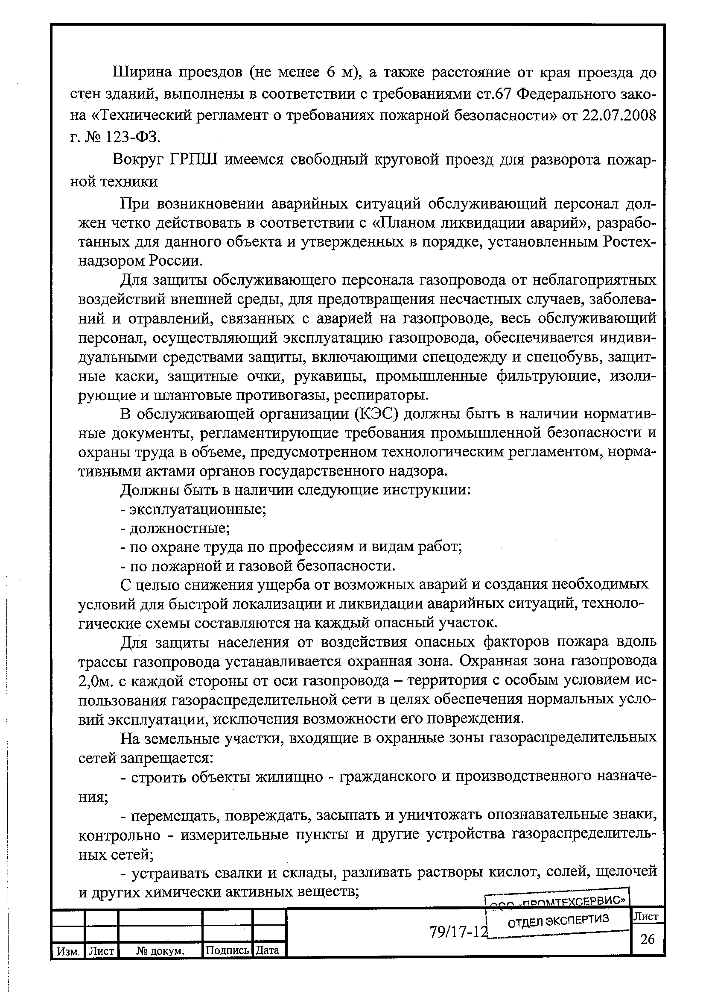 Ширина проездов (не менее 6 м), а также расстояние от края проезда до
стен зданий, выполнены в соответствии с требованиями ст.67 Федерального зако-
на «Технический регламент о требованиях пожарной безопасности» от 22.07.2008
г. № 123-ФЗ.
Вокруг ГРПШ имеемся свободный круговой проезд для разворота пожар-
ной техники
При возникновении аварийных ситуаций обслуживающий персонал дол-
жен четко действовать в соответствии с «Планом ликвидации аварий», разрабо-
танных для данного объекта и утвержденных в порядке, установленным Ростех-
надзором России.
Для защиты обслуживающего персонала газопровода от неблагоприятных
воздействий внешней среды, для предотвращения несчастных случаев, заболева-
ний и отравлений, связанных с аварией на газопроводе, весь обслуживающий
персонал, осуществляющий эксплуатацию газопровода, обеспечивается индиви-
дуальными средствами защиты, включающими спецодежду и спецобувь, защит-
ные каски, защитные очки, рукавицы, промышленные фильтрующие, изоли-
рующие и шланговые противогазы, респираторы.
В обслуживающей организации (КЭС) должны быть в наличии норматив-
ные документы, регламентирующие требования промышленной безопасности и
охраны труда в объеме, предусмотренном технологическим регламентом, норма-
тивными актами органов государственного надзора.
Должны быть в наличии следующие инструкции:
- эксплуатационные;
- должностные;
- по охране труда по профессиям и видам работ;
- по пожарной и газовой безопасности.
С целью снижения ущерба от возможных аварий и создания необходимых
условий для быстрой локализации и ликвидации аварийных ситуаций, техноло-
гические схемы составляются на каждый опасный участок.
Для защиты населения от воздействия опасных факторов пожара вдоль
трассы газопровода устанавливается охранная зона. Охранная зона газопровода
2,0м. с каждой стороны от оси газопровода – территория с особым условием ис-
пользования газораспределительной сети в целях обеспечения нормальных усло-
вий эксплуатации, исключения возможности его повреждения.
На земельные участки, входящие в охранные зоны газораспределительных
сетей запрещается:
- строить объекты жилищно - гражданского и производственного назначе-
ния;
- перемещать, повреждать, засыпать и уничтожать опознавательные знаки,
контрольно - измерительные пункты и другие устройства газораспределитель-
ных сетей;
- устраивать свалки и склады, разливать растворы кислот, солей, щелочей
и других химически активных веществ;
ООО «ПРОМТЕХСЕРВИС»
ОТДЕЛ ЭКСПЕРТИЗ
79/17-12
Лист
26
Изм. Лист № докум. Подпись Дата